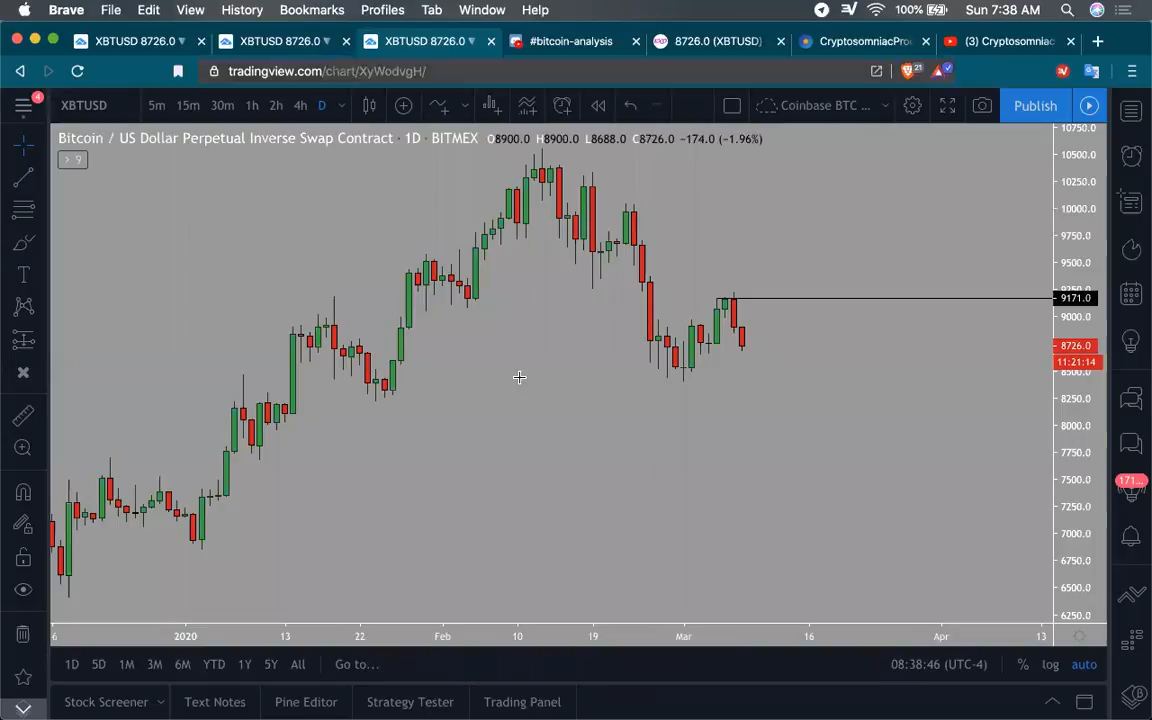 Brave File Edit View History Bookmarks Profiles Tab Window Help 100% Sun 7:38 AM
XBTUSD 8726.0 ▼ XBTUSD 8726.0 ▼ XBTUSD 8726.0 ▼ #bitcoin-analysis 8726.0 (XBTUSD) CryptosomniacPro (3) Cryptosomniac
tradingview.com/chart/XyWodvgH/ 21
4 XBTUSD 5m 15m 30m 1h 2h 4h D Coinbase BTC ... Publish
Bitcoin / US Dollar Perpetual Inverse Swap Contract · 1D · BITMEX O8900.0 H8900.0 L8688.0 C8726.0 −174.0 (−1.96%)
> 9
10750.0
10500.0
10250.0
10000.0
9750.0
9500.0
9250.0
9171.0
9000.0
8726.0
11:21:14
8500.0
8250.0
8000.0
7750.0
7500.0
171...
7250.0
7000.0
6750.0
6500.0
6250.0
6 2020 13 22 Feb 10 19 Mar 16 Apr 13
1D 5D 1M 3M 6M YTD 1Y 5Y All Go to... 08:38:46 (UTC-4) % log auto
Stock Screener Text Notes Pine Editor Strategy Tester Trading Panel